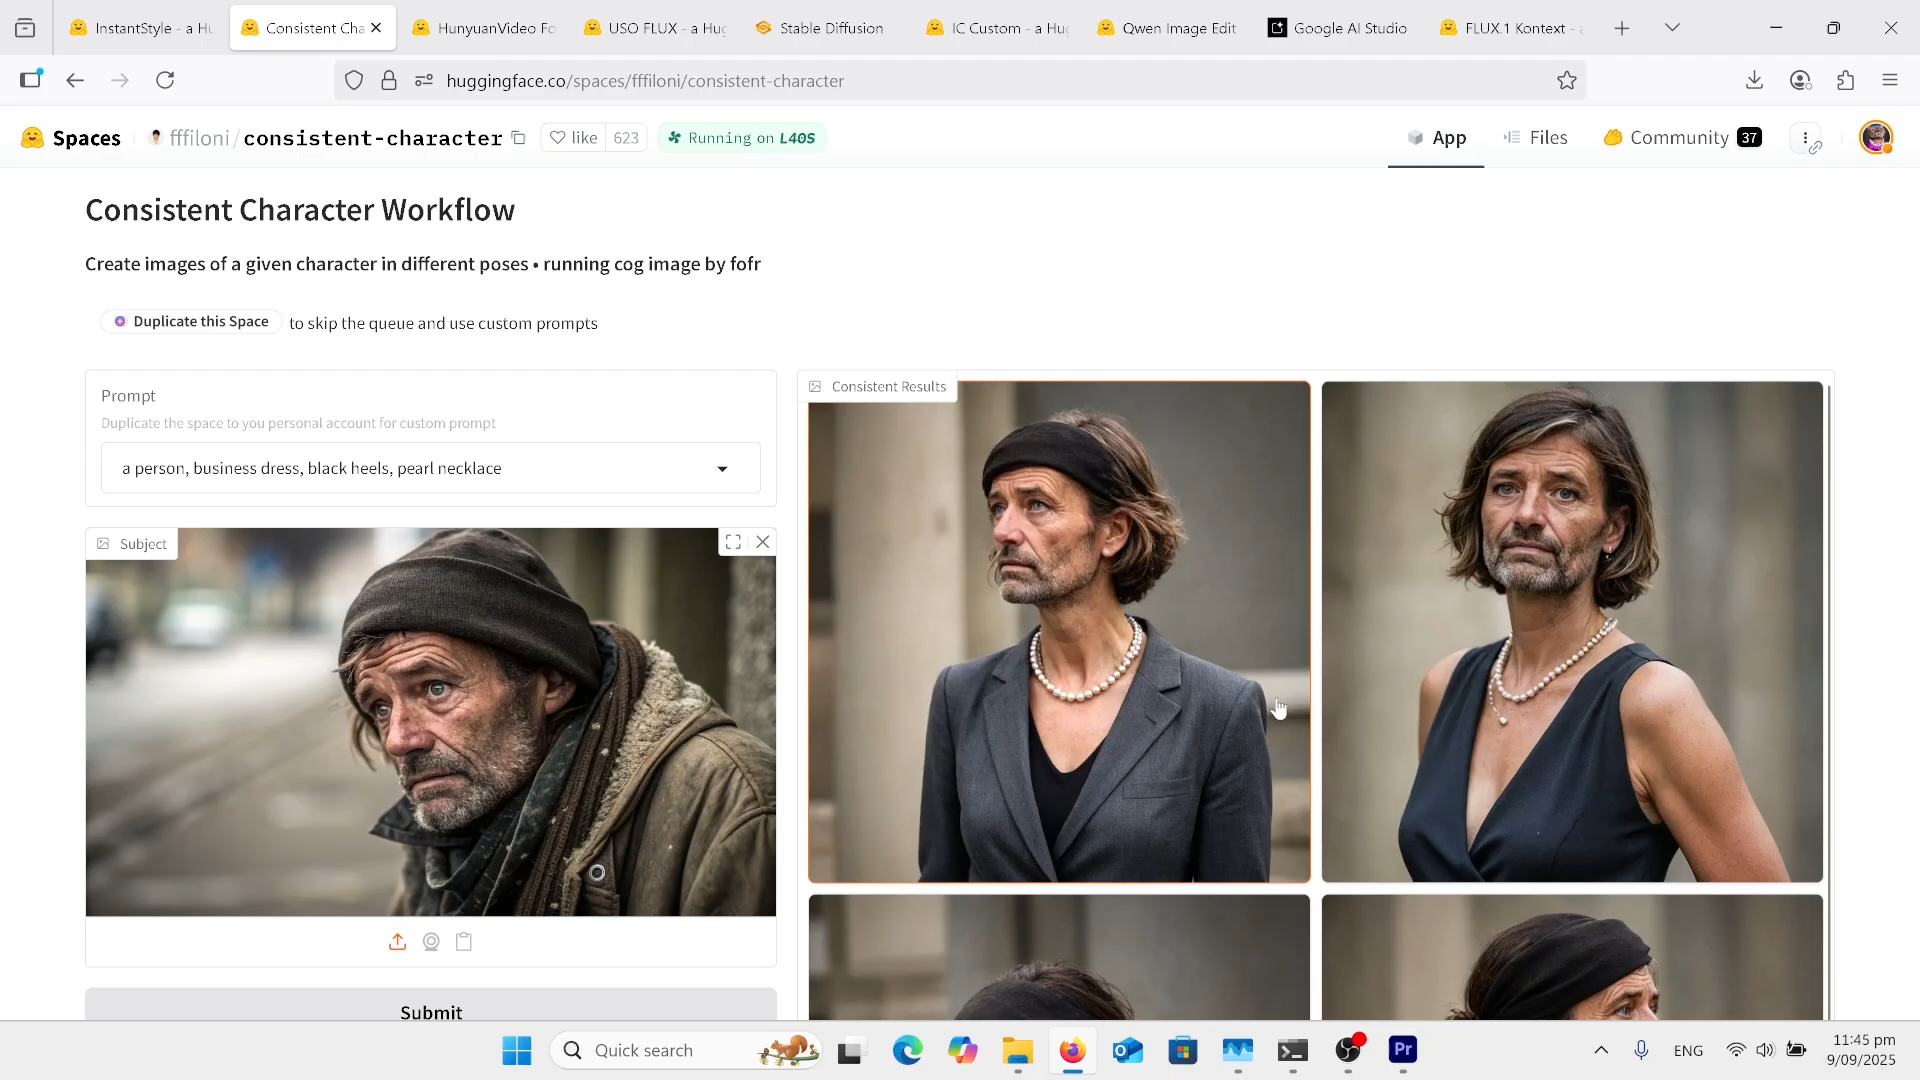 InstantStyle - a Hu
Consistent Cha
HunyuanVideo Fo
USO FLUX - a Hug
Stable Diffusion
IC Custom - a Hug
Qwen Image Edit
Google AI Studio
FLUX.1 Kontext - a
huggingface.co/spaces/fffiloni/consistent-character
Spaces
fffiloni/consistent-character
like 623
Running on L40S
App
Files
Community 37
Consistent Character Workflow
Create images of a given character in different poses • running cog image by fofr
Duplicate this Space to skip the queue and use custom prompts
Prompt
Duplicate the space to you personal account for custom prompt
a person, business dress, black heels, pearl necklace
Subject
Consistent Results
Submit
Quick search
Pr
ENG
11:45 pm
9/09/2025